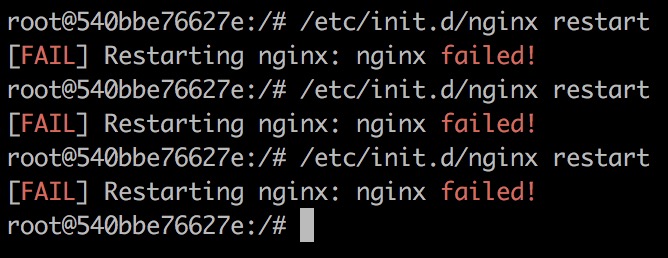 root@540bbe76627e:/# /etc/init.d/nginx restart
[FAIL] Restarting nginx: nginx failed!
root@540bbe76627e:/# /etc/init.d/nginx restart
[FAIL] Restarting nginx: nginx failed!
root@540bbe76627e:/# /etc/init.d/nginx restart
[FAIL] Restarting nginx: nginx failed!
root@540bbe76627e:/#